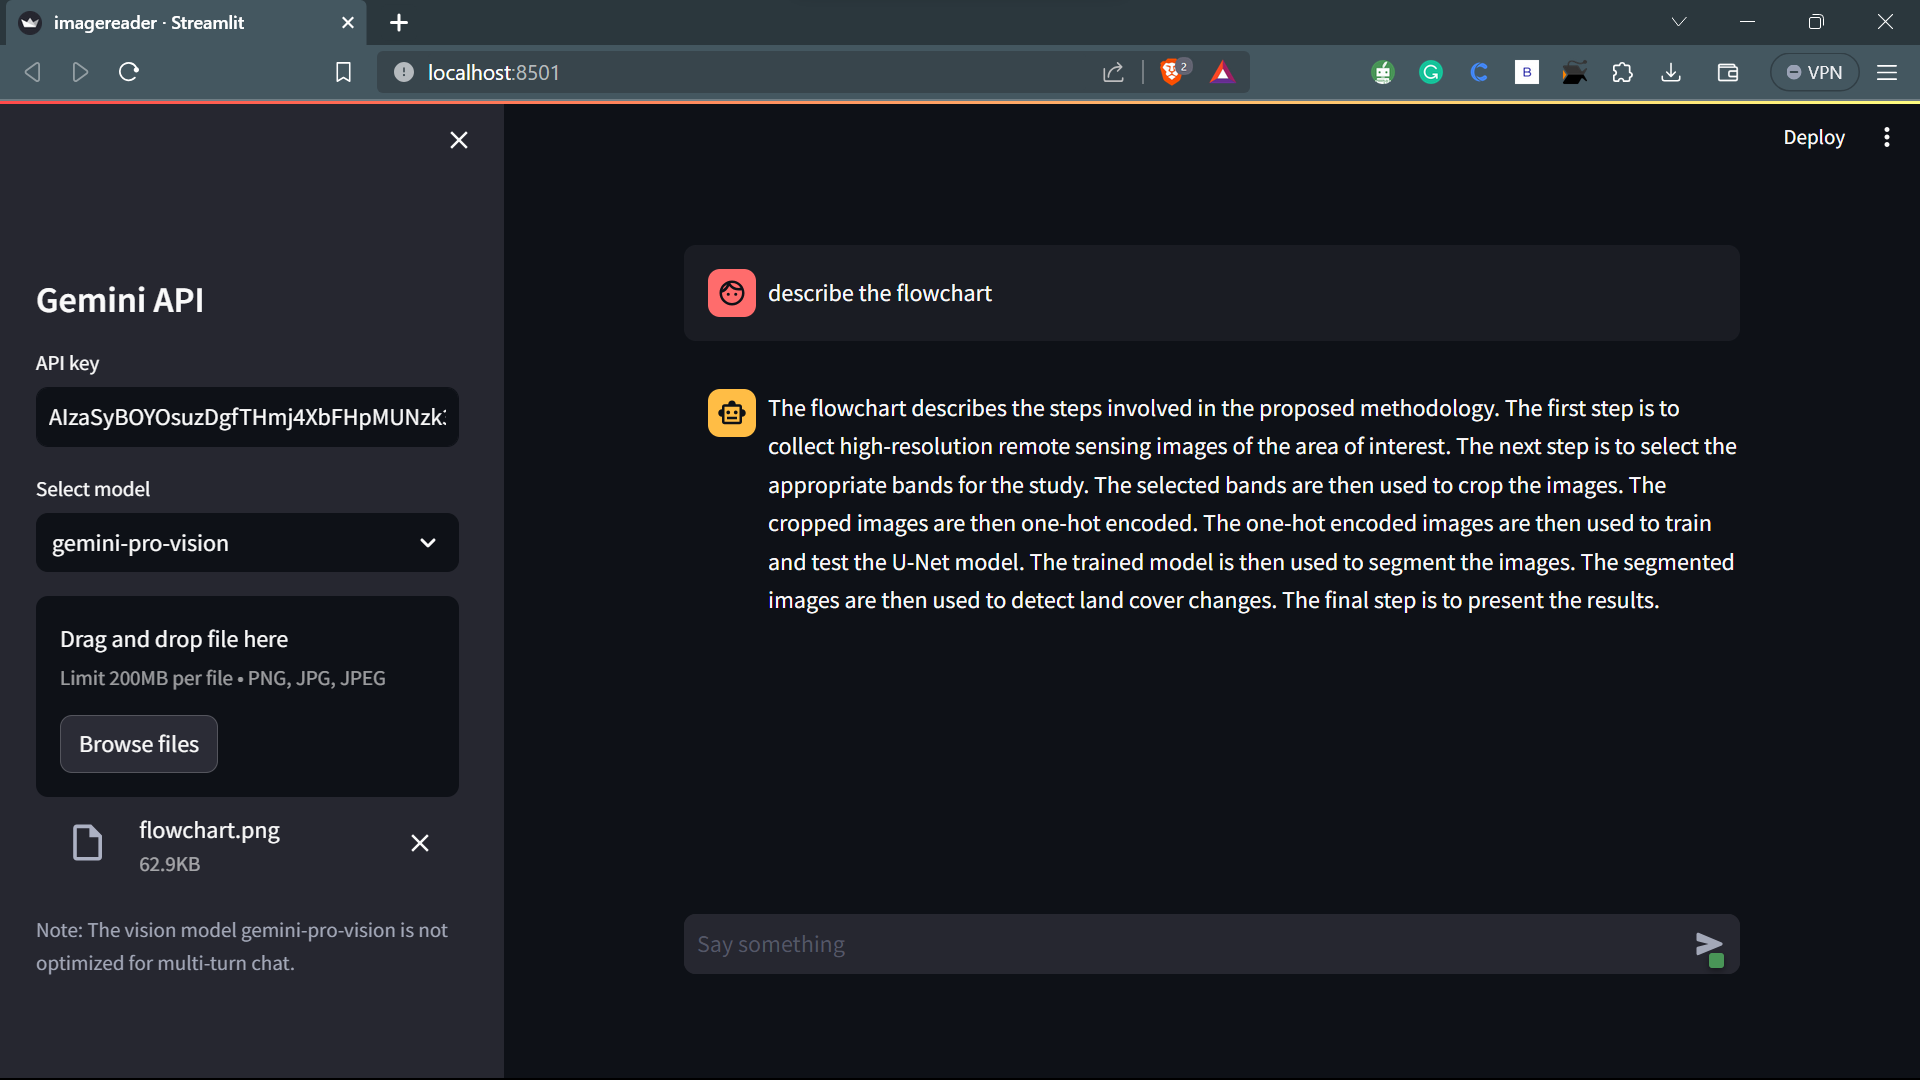 imagereader · Streamlit
localhost:8501
2
VPN
Deploy
Gemini API
API key
Select model
gemini-pro-vision
Drag and drop file here
Limit 200MB per file • PNG, JPG, JPEG
Browse files
flowchart.png
62.9KB
Note: The vision model gemini-pro-vision is not
optimized for multi-turn chat.
describe the flowchart
The flowchart describes the steps involved in the proposed methodology. The first step is to
collect high-resolution remote sensing images of the area of interest. The next step is to select the
appropriate bands for the study. The selected bands are then used to crop the images. The
cropped images are then one-hot encoded. The one-hot encoded images are then used to train
and test the U-Net model. The trained model is then used to segment the images. The segmented
images are then used to detect land cover changes. The final step is to present the results.
Say something